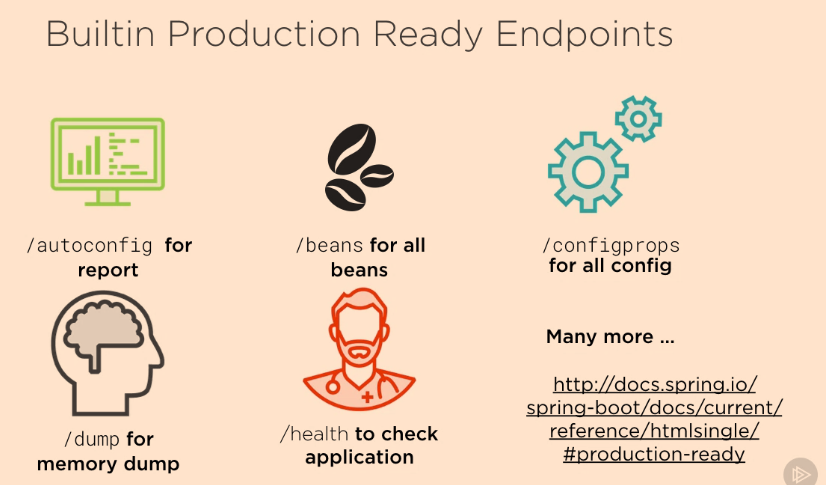 Builtin Production Ready Endpoints
/autoconfig for
report
/beans for all
beans
/configprops
for all config
/dump for
memory dump
/health to check
application
Many more ...
http://docs.spring.io/
spring-boot/docs/current/
reference/htmlsingle/
#production-ready